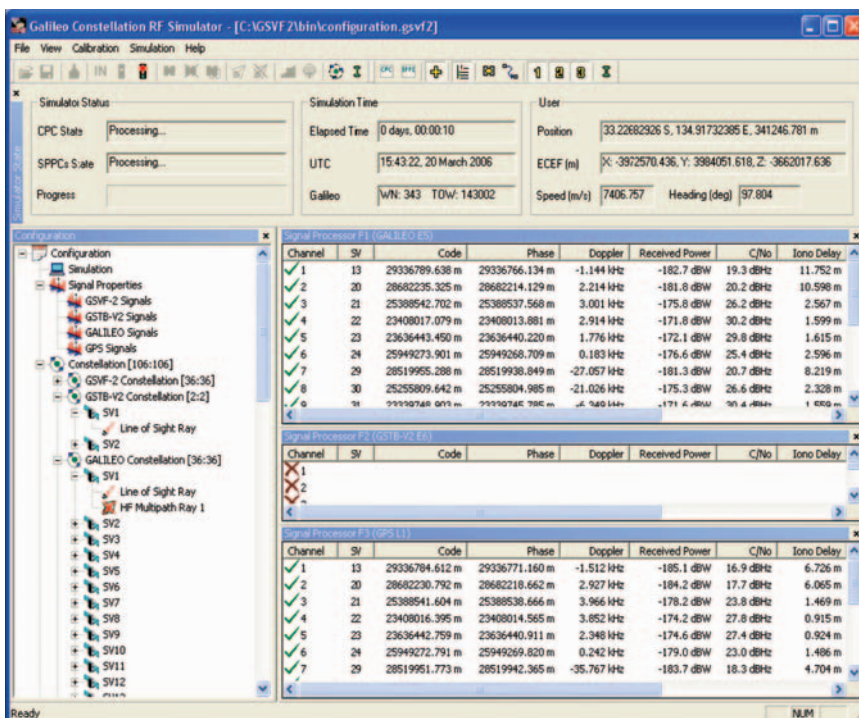 Galileo Constellation RF Simulator - [C:\GSVF2\bin\configuration.gsvf2]
File View Calibration Simulation Help
Simulator State
Simulator Status
CPC State Processing...
SPPCs State Processing...
Progress
Simulation Time
Elapsed Time 0 days, 00:00:10
UTC 15:43:22, 20 March 2006
Galileo WN: 343 TOW: 143002
User
Position 33.22682926 S, 134.91732385 E, 341246.781 m
ECEF (m) X: -3972570.436, Y: 3984051.618, Z: -3662017.636
Speed (m/s) 7406.757 Heading (deg) 97.804
Configuration
Configuration
Simulation
Signal Properties
GSVF-2 Signals
GSTB-V2 Signals
GALILEO Signals
GPS Signals
Constellation [106:106]
GSVF-2 Constellation [36:36]
GSTB-V2 Constellation [2:2]
SV1
Line of Sight Ray
SV2
GALILEO Constellation [36:36]
SV1
Line of Sight Ray
HF Multipath Ray 1
SV2
SV3
SV4
SV5
SV6
SV7
SV8
SV9
SV10
SV11
SV12
Signal Processor F1 (GALILEO E5)
Channel SV Code Phase Doppler Received Power C/No Iono Delay
1 13 29336789.638 m 29336766.134 m -1.144 kHz -182.7 dBW 19.3 dBHz 11.752 m
2 20 28682235.325 m 28682214.129 m 2.214 kHz -181.8 dBW 20.2 dBHz 10.598 m
3 21 25388542.702 m 25388537.568 m 3.001 kHz -175.8 dBW 26.2 dBHz 2.567 m
4 22 23408017.079 m 23408013.881 m 2.914 kHz -171.8 dBW 30.2 dBHz 1.599 m
5 23 23636443.450 m 23636440.220 m 1.776 kHz -172.1 dBW 29.8 dBHz 1.615 m
6 24 25949273.901 m 25949268.709 m 0.183 kHz -176.6 dBW 25.4 dBHz 2.596 m
7 29 28519955.288 m 28519938.849 m -27.057 kHz -181.3 dBW 20.7 dBHz 8.219 m
8 30 25255809.642 m 25255804.985 m -21.026 kHz -175.3 dBW 26.6 dBHz 2.328 m
9 31 23339748.903 m 23339745.785 m -6.349 kHz -171.6 dBW 30.4 dBHz 1.559 m
Signal Processor F2 (GSTB-V2 E6)
Channel SV Code Phase Doppler Received Power C/No Iono Delay
1
2
Signal Processor F3 (GPS L1)
Channel SV Code Phase Doppler Received Power C/No Iono Delay
1 13 29336784.612 m 29336771.160 m -1.512 kHz -185.1 dBW 16.9 dBHz 6.726 m
2 20 28682230.792 m 28682218.662 m 2.927 kHz -184.2 dBW 17.7 dBHz 6.065 m
3 21 25388541.604 m 25388538.666 m 3.966 kHz -178.2 dBW 23.8 dBHz 1.469 m
4 22 23408016.395 m 23408014.565 m 3.852 kHz -174.2 dBW 27.8 dBHz 0.915 m
5 23 23636442.759 m 23636440.911 m 2.348 kHz -174.6 dBW 27.4 dBHz 0.924 m
6 24 25949272.791 m 25949269.820 m 0.242 kHz -179.0 dBW 23.0 dBHz 1.486 m
7 29 28519951.773 m 28519942.365 m -35.767 kHz -183.7 dBW 18.3 dBHz 4.704 m
Ready NUM